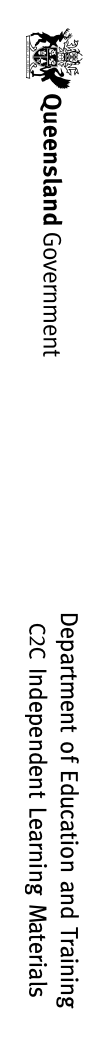 Queensland Government
Department of Education and Training
C2C Independent Learning Materials